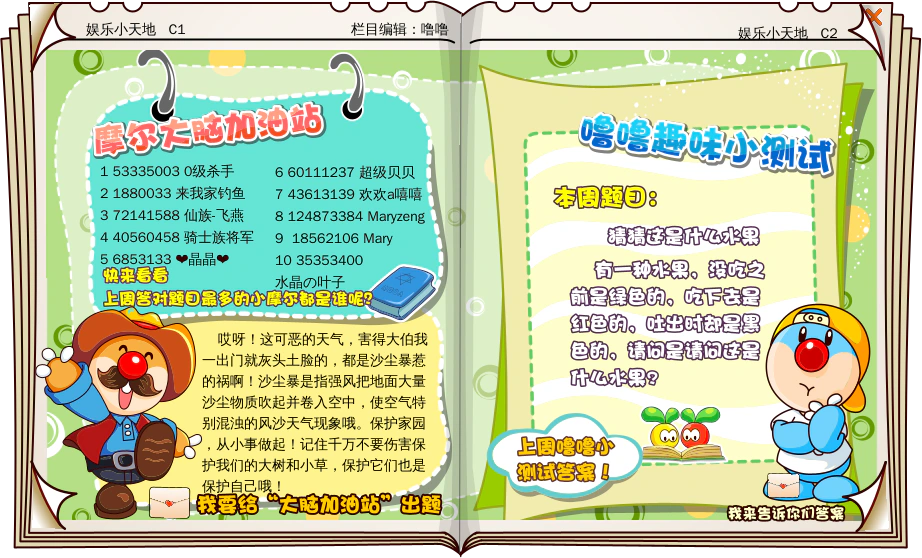 娱乐小天地 C1
栏目编辑：噜噜
摩尔大脑加油站
1 53335003 0级杀手
2 1880033 来我家钓鱼
3 72141588 仙族-飞燕
4 40560458 骑士族将军
5 6853133 ❤晶晶❤
6 60111237 超级贝贝
7 43613139 欢欢a嘻嘻
8 124873384 Maryzeng
9 18562106 Mary
10 35353400
水晶の叶子
快来看看
上周答对题目最多的小摩尔都是谁呢？
哎呀！这可恶的天气，害得大伯我
一出门就灰头土脸的，都是沙尘暴惹
的祸啊！沙尘暴是指强风把地面大量
沙尘物质吹起并卷入空中，使空气特
别混浊的风沙天气现象哦。保护家园
，从小事做起！记住千万不要伤害保
护我们的大树和小草，保护它们也是
保护自己哦！
我要给“大脑加油站”出题
娱乐小天地 C2
噜噜趣味小测试
本周题目：
猜猜这是什么水果
有一种水果，没吃之
前是绿色的，吃下去是
红色的，吐出时却是黑
色的，请问是请问这是
什么水果？
上周噜噜小
测试答案！
我来告诉你们答案